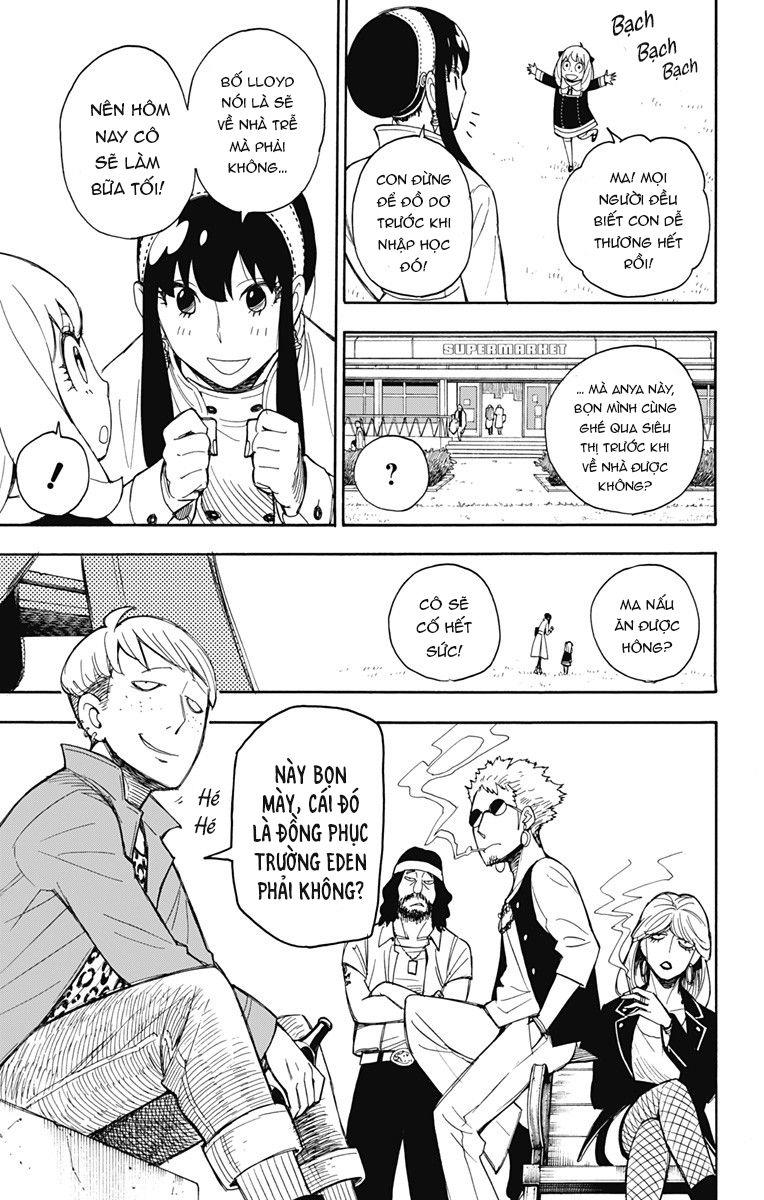 Bạch
Bạch
Bạch
MA! MỌI
NGƯỜI ĐỀU
BIẾT CON DỄ
THƯƠNG HẾT
RỒI!
CON ĐỪNG
ĐỂ ĐỒ DƠ
TRƯỚC KHI
NHẬP HỌC
ĐÓ!
SUPERMARKET
... MÀ ANYA NÀY,
BỌN MÌNH CÙNG
GHÉ QUA SIÊU
THỊ TRƯỚC KHI
VỀ NHÀ ĐƯỢC
KHÔNG?
?
BỐ LLOYD
NÓI LÀ SẼ
VỀ NHÀ TRỄ
MÀ PHẢI
KHÔNG...
NÊN HÔM
NAY CÔ
SẼ LÀM
BỮA TỐI!
!
MA NẤU
ĂN ĐƯỢC
HÔNG?
CÔ SẼ
CỐ HẾT
SỨC!
NÀY BỌN
MÀY, CÁI ĐÓ
LÀ ĐỒNG PHỤC
TRƯỜNG EDEN
PHẢI KHÔNG?
Hé
Hé